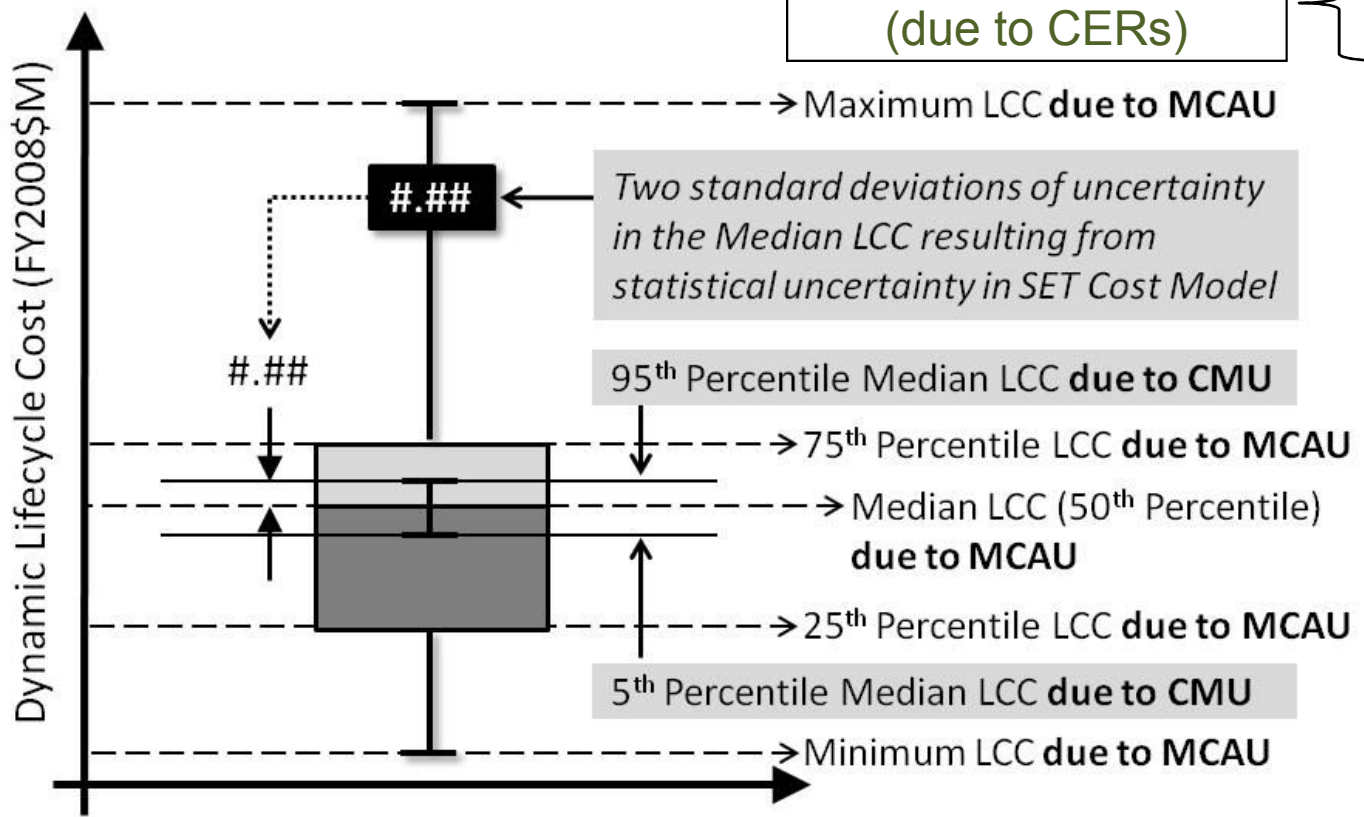 (due to CERs)
Dynamic Lifecycle Cost (FY2008$M)
Maximum LCC due to MCAU
#.##
Two standard deviations of uncertainty
in the Median LCC resulting from
statistical uncertainty in SET Cost Model
#.##
95th Percentile Median LCC due to CMU
75th Percentile LCC due to MCAU
Median LCC (50th Percentile)
due to MCAU
25th Percentile LCC due to MCAU
5th Percentile Median LCC due to CMU
Minimum LCC due to MCAU